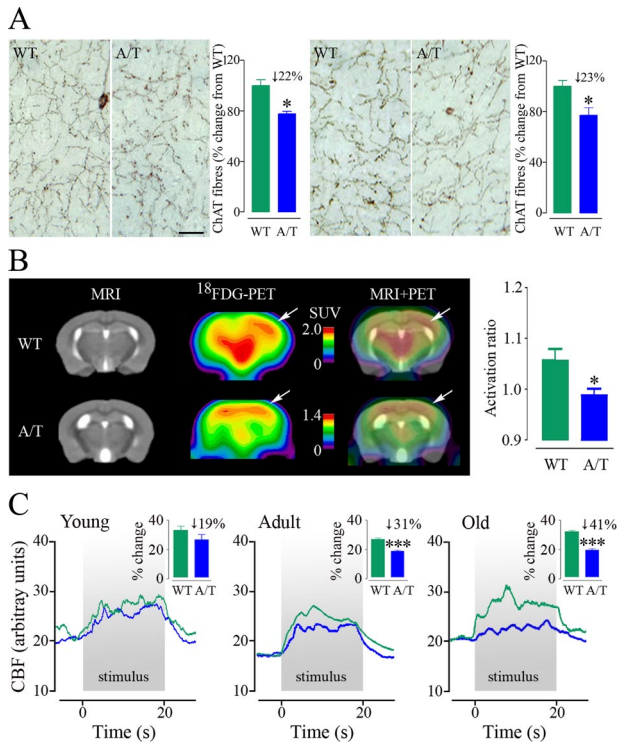 A
WT
A/T
ChAT fibres (% change from WT)
120
80
40
0
↓22%
*
WT A/T
WT
A/T
ChAT fibres (% change from WT)
120
80
40
0
↓23%
*
WT A/T
B
MRI
18FDG-PET
MRI+PET
SUV
WT
2.0
0
A/T
1.4
0
Activation ratio
1.2
1.1
1.0
0.9
*
WT A/T
C
Young
% change
40
20
0
↓19%
WT A/T
Adult
% change
40
20
0
↓31%
***
WT A/T
Old
% change
40
20
0
↓41%
***
WT A/T
CBF (arbitray units)
40
30
20
10
stimulus
0 20
Time (s)
40
30
20
10
stimulus
0 20
Time (s)
40
30
20
10
stimulus
0 20
Time (s)